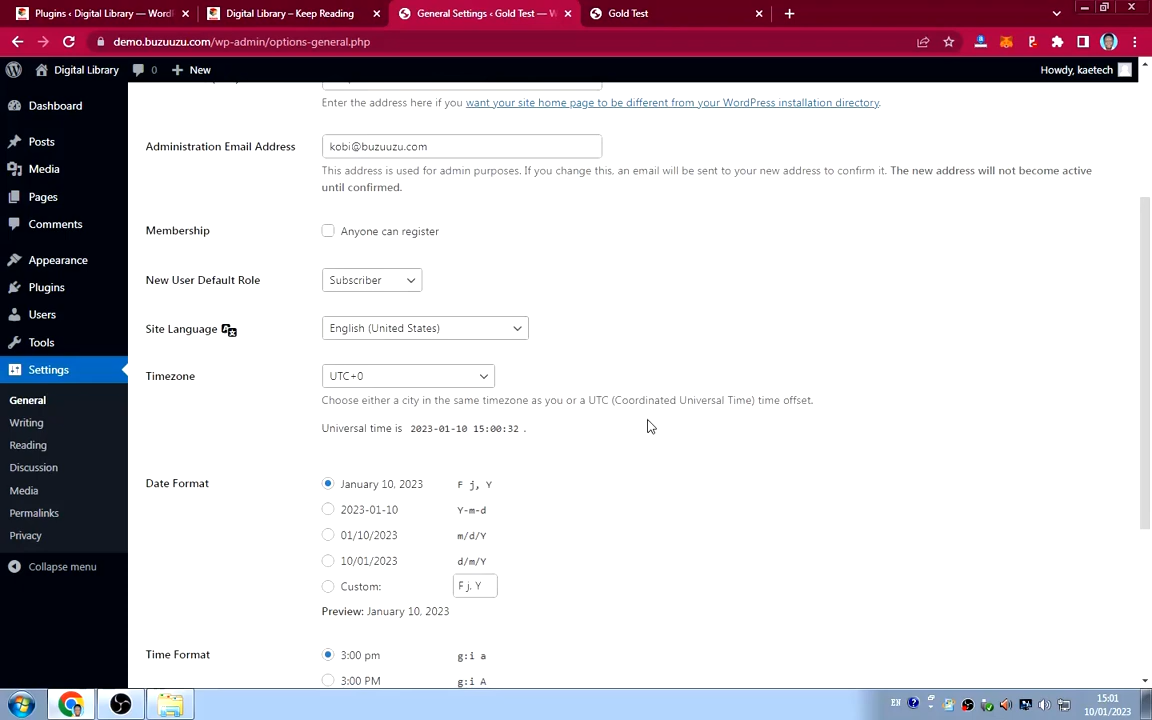 Plugins ‹ Digital Library — WordP
Digital Library – Keep Reading
General Settings ‹ Gold Test — W
Gold Test
demo.buzuuzu.com/wp-admin/options-general.php
Digital Library
0
New
Howdy, kaetech
Dashboard
Posts
Media
Pages
Comments
Appearance
Plugins
Users
Tools
Settings
General
Writing
Reading
Discussion
Media
Permalinks
Privacy
Collapse menu
Enter the address here if you want your site home page to be different from your WordPress installation directory.
Administration Email Address
kobi@buzuuzu.com
This address is used for admin purposes. If you change this, an email will be sent to your new address to confirm it. The new address will not become active
until confirmed.
Membership
Anyone can register
New User Default Role
Subscriber
Site Language
English (United States)
Timezone
UTC+0
Choose either a city in the same timezone as you or a UTC (Coordinated Universal Time) time offset.
Universal time is 2023-01-10 15:00:32 .
Date Format
January 10, 2023 F j, Y
2023-01-10 Y-m-d
01/10/2023 m/d/Y
10/01/2023 d/m/Y
Custom: F j, Y
Preview: January 10, 2023
Time Format
3:00 pm g:i a
3:00 PM g:i A
EN
15:01
10/01/2023